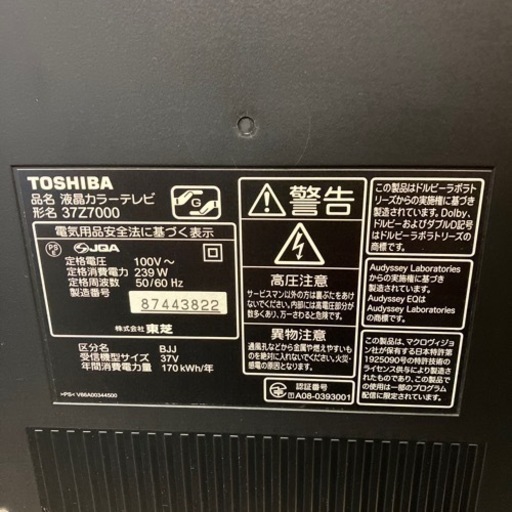 TOSHIBA
品名 液晶カラーテレビ
形名 37Z7000
G
電気用品安全法に基づく表示
PS
E
JQA
定格電圧 100V～
定格消費電力 239 W
定格周波数 50/60 Hz
製造番号 87443822
株式会社 東芝
区分名 BJJ
受信機型サイズ 37V
年間消費電力量 170 kWh/年
>PS< V66A00344500
警告
高圧注意
サービスマン以外の方は裏ぶたをあけ
ないでください。内部には高電圧部分が
数多くあり、万一さわると危険です。
異物注意
通風孔などから金属や燃えやすい物
を絶対に入れないでください。火災・
感電の原因になります。
認証番号
A08-0393001
この製品はドルビーラボラト
リーズからの実施権に基づ
き製造されています。Dolby、
ドルビーおよびダブルD記号
はドルビーラボラトリーズの
商標です。
Audyssey Laboratories
からの実施権に基づき製造
されています。
Audyssey EQは
Audyssey Laboratories
の商標です。
この製品は、マクロヴィジョ
ン社が保有する日本特許第
1925090号の特許技術の
ライセンス供与により製造さ
れており、この製品でこ
の使用は一部のプログラム
配信に限定されています。